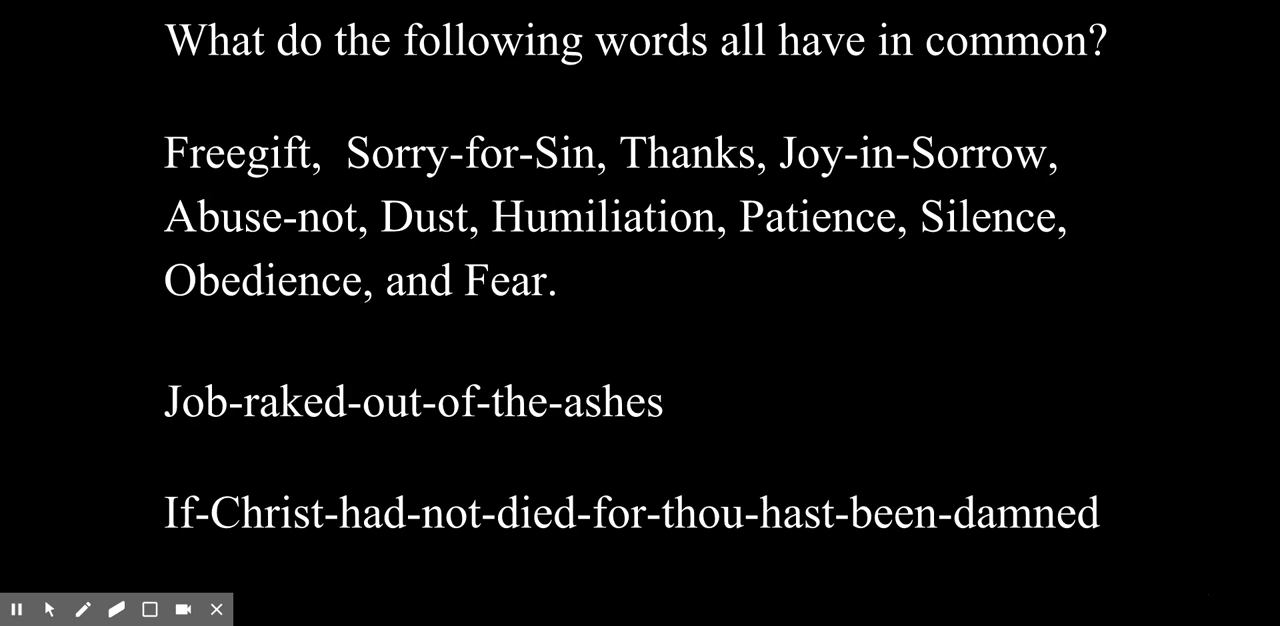 What do the following words all have in common?
Freegift, Sorry-for-Sin, Thanks, Joy-in-Sorrow,
Abuse-not, Dust, Humiliation, Patience, Silence,
Obedience, and Fear.
Job-raked-out-of-the-ashes
If-Christ-had-not-died-for-thou-hast-been-damned